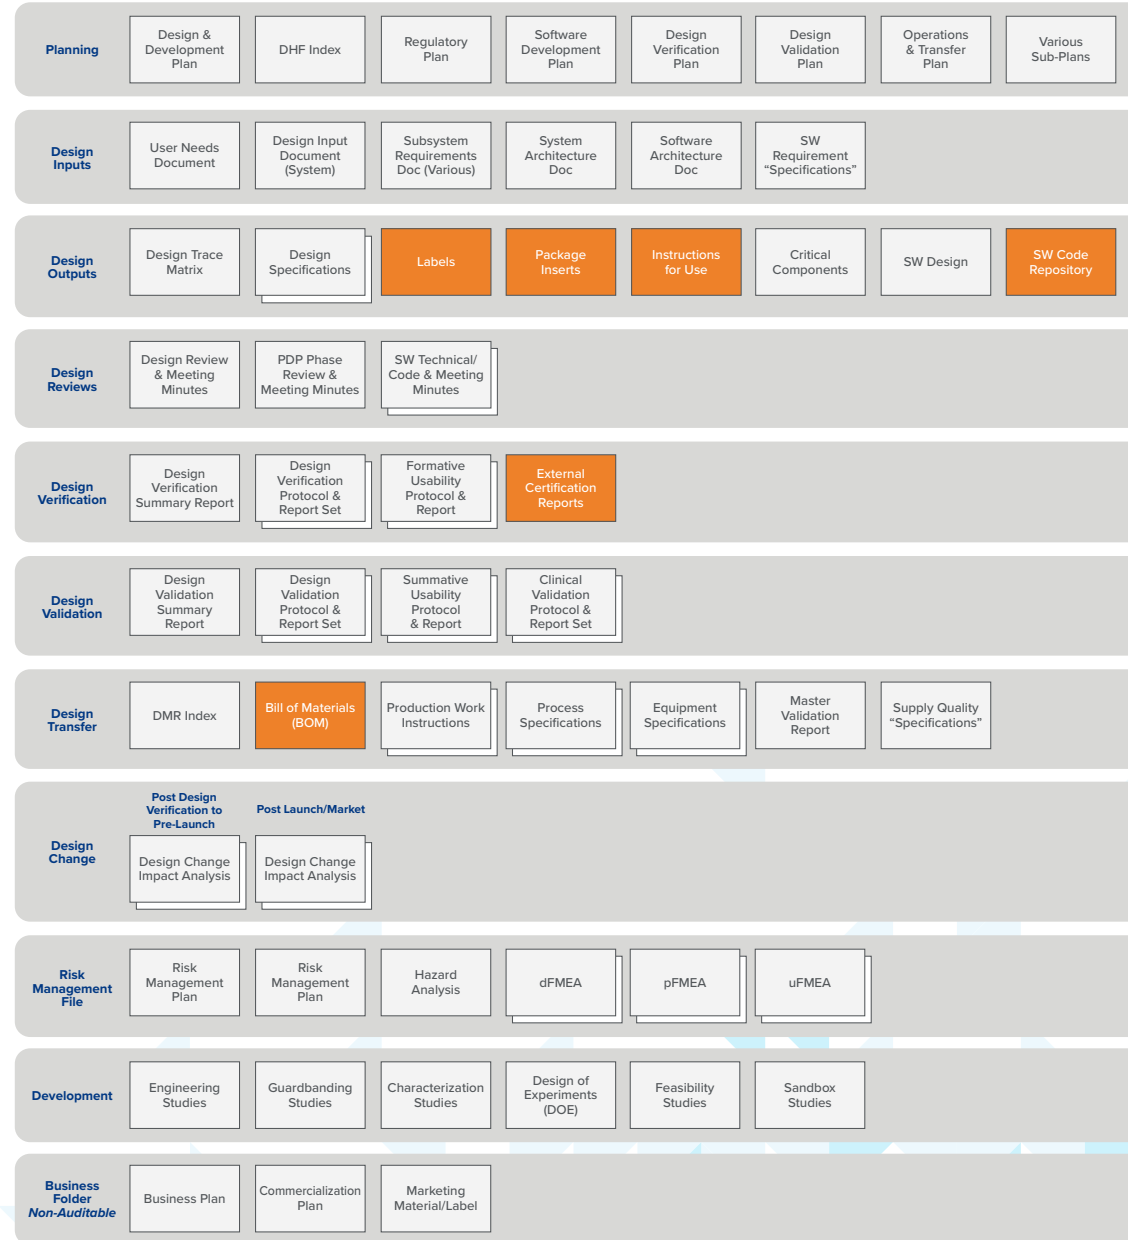 Planning
Design &
Development
Plan
DHF Index
Regulatory
Plan
Software
Development
Plan
Design
Verification
Plan
Design
Validation
Plan
Operations
& Transfer
Plan
Various
Sub-Plans
Design
Inputs
User Needs
Document
Design Input
Document
(System)
Subsystem
Requirements
Doc (Various)
System
Architecture
Doc
Software
Architecture
Doc
SW
Requirement
“Specifications”
Design
Outputs
Design Trace
Matrix
Design
Specifications
Labels
Package
Inserts
Instructions
for Use
Critical
Components
SW Design
SW Code
Repository
Design
Reviews
Design Review
& Meeting
Minutes
PDP Phase
Review &
Meeting Minutes
SW Technical/
Code & Meeting
Minutes
Design
Verification
Design
Verification
Summary Report
Design
Verification
Protocol &
Report Set
Formative
Usability
Protocol &
Report
External
Certification
Reports
Design
Validation
Design
Validation
Summary
Report
Design
Validation
Protocol &
Report Set
Summative
Usability
Protocol
& Report
Clinical
Validation
Protocol &
Report Set
Design
Transfer
DMR Index
Bill of Materials
(BOM)
Production Work
Instructions
Process
Specifications
Equipment
Specifications
Master
Validation
Report
Supply Quality
“Specifications”
Design
Change
Post Design
Verification to
Pre-Launch
Design Change
Impact Analysis
Post Launch/Market
Design Change
Impact Analysis
Risk
Management
File
Risk
Management
Plan
Risk
Management
Plan
Hazard
Analysis
dFMEA
pFMEA
uFMEA
Development
Engineering
Studies
Guardbanding
Studies
Characterization
Studies
Design of
Experiments
(DOE)
Feasibility
Studies
Sandbox
Studies
Business
Folder
Non-Auditable
Business Plan
Commercialization
Plan
Marketing
Material/Label